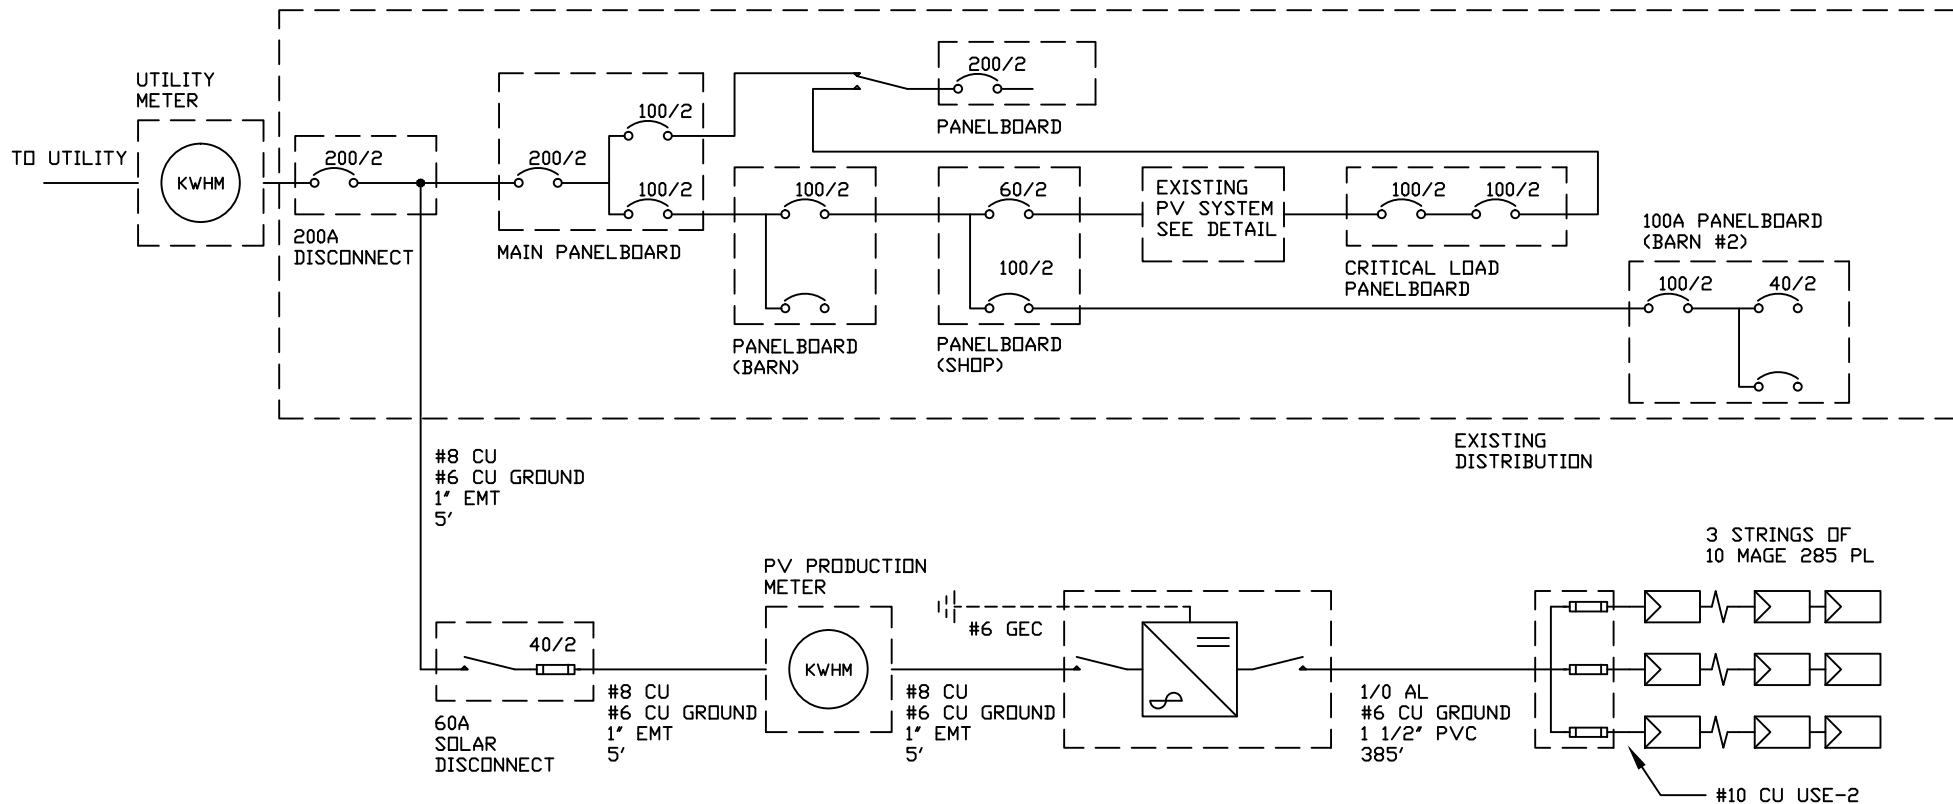 UTILITY
METER
TO UTILITY
KWHM
200/2
200A
DISCONNECT
200/2
100/2
100/2
MAIN PANELBOARD
200/2
PANELBOARD
100/2
PANELBOARD
(BARN)
60/2
100/2
PANELBOARD
(SHOP)
EXISTING
PV SYSTEM
SEE DETAIL
100/2
100/2
CRITICAL LOAD
PANELBOARD
100A PANELBOARD
(BARN #2)
100/2
40/2
EXISTING
DISTRIBUTION
#8 CU
#6 CU GROUND
1" EMT
5'
40/2
60A
SOLAR
DISCONNECT
#8 CU
#6 CU GROUND
1" EMT
5'
PV PRODUCTION
METER
KWHM
#8 CU
#6 CU GROUND
1" EMT
5'
#6 GEC
1/0 AL
#6 CU GROUND
1 1/2" PVC
385'
3 STRINGS OF
10 MAGE 285 PL
#10 CU USE-2